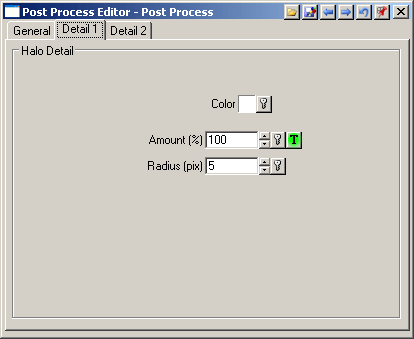 Post Process Editor - Post Process
General Detail 1 Detail 2
Halo Detail
Color
Amount (%) 100 T
Radius (pix) 5